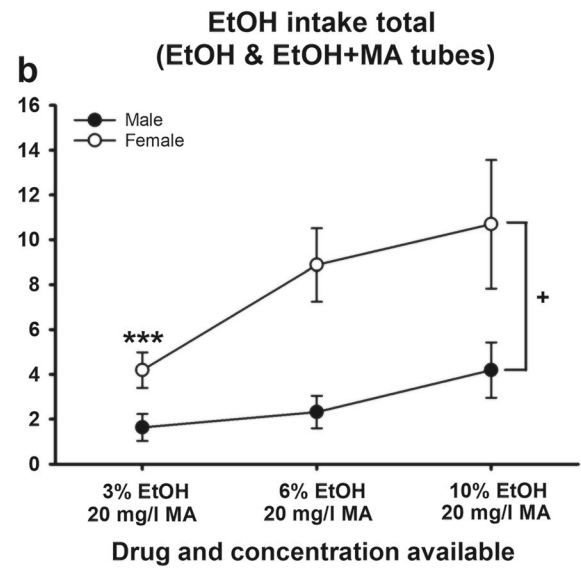 EtOH intake total
(EtOH & EtOH+MA tubes)
b
16
14
12
10
8
6
4
2
0
Male
Female
***
+
3% EtOH
20 mg/l MA
6% EtOH
20 mg/l MA
10% EtOH
20 mg/l MA
Drug and concentration available